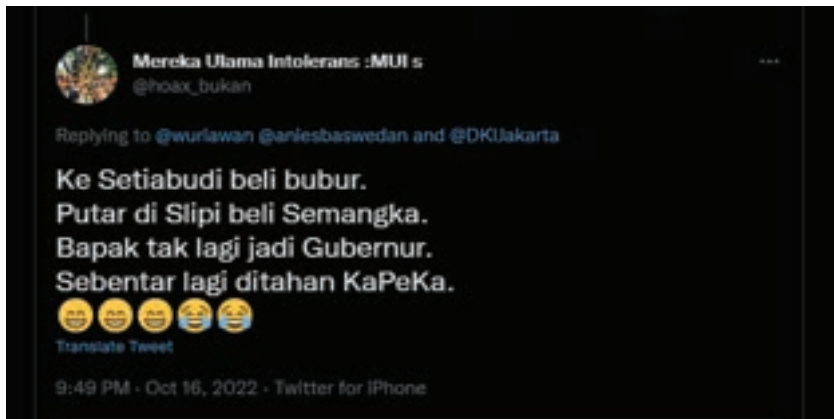 Mereka Ulama Intolerans :MUI s
@hoax_bukan
Replying to @wurlawan @aniesbaswedan and @DKIJakarta
Ke Setiabudi beli bubur.
Putar di Slipi beli Semangka.
Bapak tak lagi jadi Gubernur.
Sebentar lagi ditahan KaPeKa.
😄😄😄😂😂
Translate Tweet
9:49 PM · Oct 16, 2022 · Twitter for iPhone